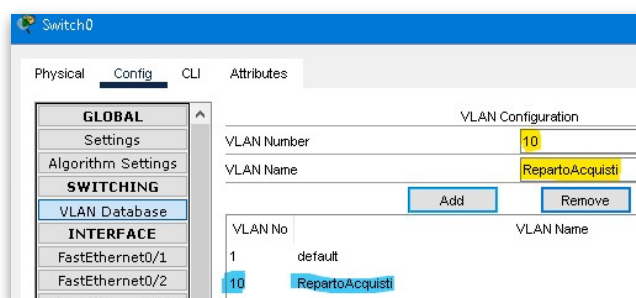 Switch0
Physical Config CLI Attributes
GLOBAL
Settings
Algorithm Settings
SWITCHING
VLAN Database
INTERFACE
FastEthernet0/1
FastEthernet0/2
VLAN Configuration
VLAN Number 10
VLAN Name RepartoAcquisti
Add Remove
VLAN No VLAN Name
1 default
10 RepartoAcquisti